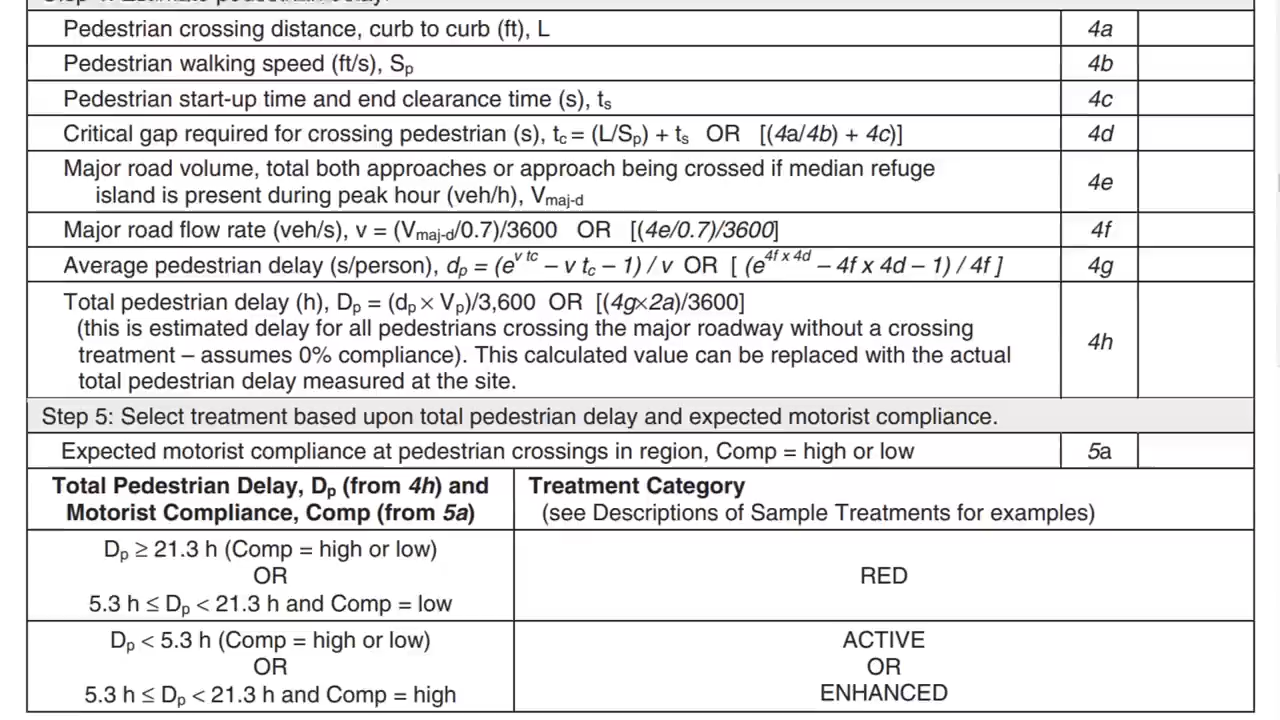 Step 4: Estimate pedestrian delay.
Pedestrian crossing distance, curb to curb (ft), L 4a
Pedestrian walking speed (ft/s), Sp 4b
Pedestrian start-up time and end clearance time (s), ts 4c
Critical gap required for crossing pedestrian (s), tc = (L/Sp) + ts OR [(4a/4b) + 4c)] 4d
Major road volume, total both approaches or approach being crossed if median refuge
island is present during peak hour (veh/h), Vmaj-d 4e
Major road flow rate (veh/s), v = (Vmaj-d/0.7)/3600 OR [(4e/0.7)/3600] 4f
Average pedestrian delay (s/person), dp = (e^v tc – v tc – 1) / v OR [ (e^4f x 4d – 4f x 4d – 1) / 4f ] 4g
Total pedestrian delay (h), Dp = (dp × Vp)/3,600 OR [(4g×2a)/3600]
(this is estimated delay for all pedestrians crossing the major roadway without a crossing
treatment – assumes 0% compliance). This calculated value can be replaced with the actual 4h
total pedestrian delay measured at the site.
Step 5: Select treatment based upon total pedestrian delay and expected motorist compliance.
Expected motorist compliance at pedestrian crossings in region, Comp = high or low 5a
Total Pedestrian Delay, Dp (from 4h) and
Motorist Compliance, Comp (from 5a)
Treatment Category
(see Descriptions of Sample Treatments for examples)
Dp ≥ 21.3 h (Comp = high or low)
OR
5.3 h ≤ Dp < 21.3 h and Comp = low
RED
Dp < 5.3 h (Comp = high or low)
OR
5.3 h ≤ Dp < 21.3 h and Comp = high
ACTIVE
OR
ENHANCED